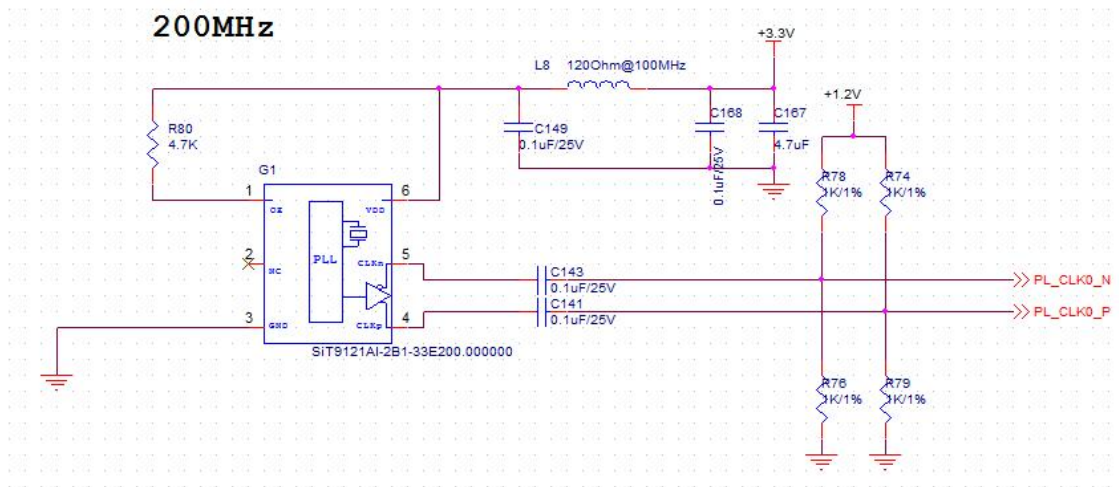 200MHz
+3.3V
L8 120Ohm@100MHz
+1.2V
R80
4.7K
C149
0.1uF/25V
C168
0.1uF/25V
C167
4.7uF
G1
R78
1K/1%
R74
1K/1%
1
OE
6
VDD
2
NC
PLL
5
CLKn
C143
0.1uF/25V
PL_CLK0_N
C141
0.1uF/25V
PL_CLK0_P
3
GND
4
CLKp
SiT9121AI-2B1-33E200.000000
R76
1K/1%
R79
1K/1%